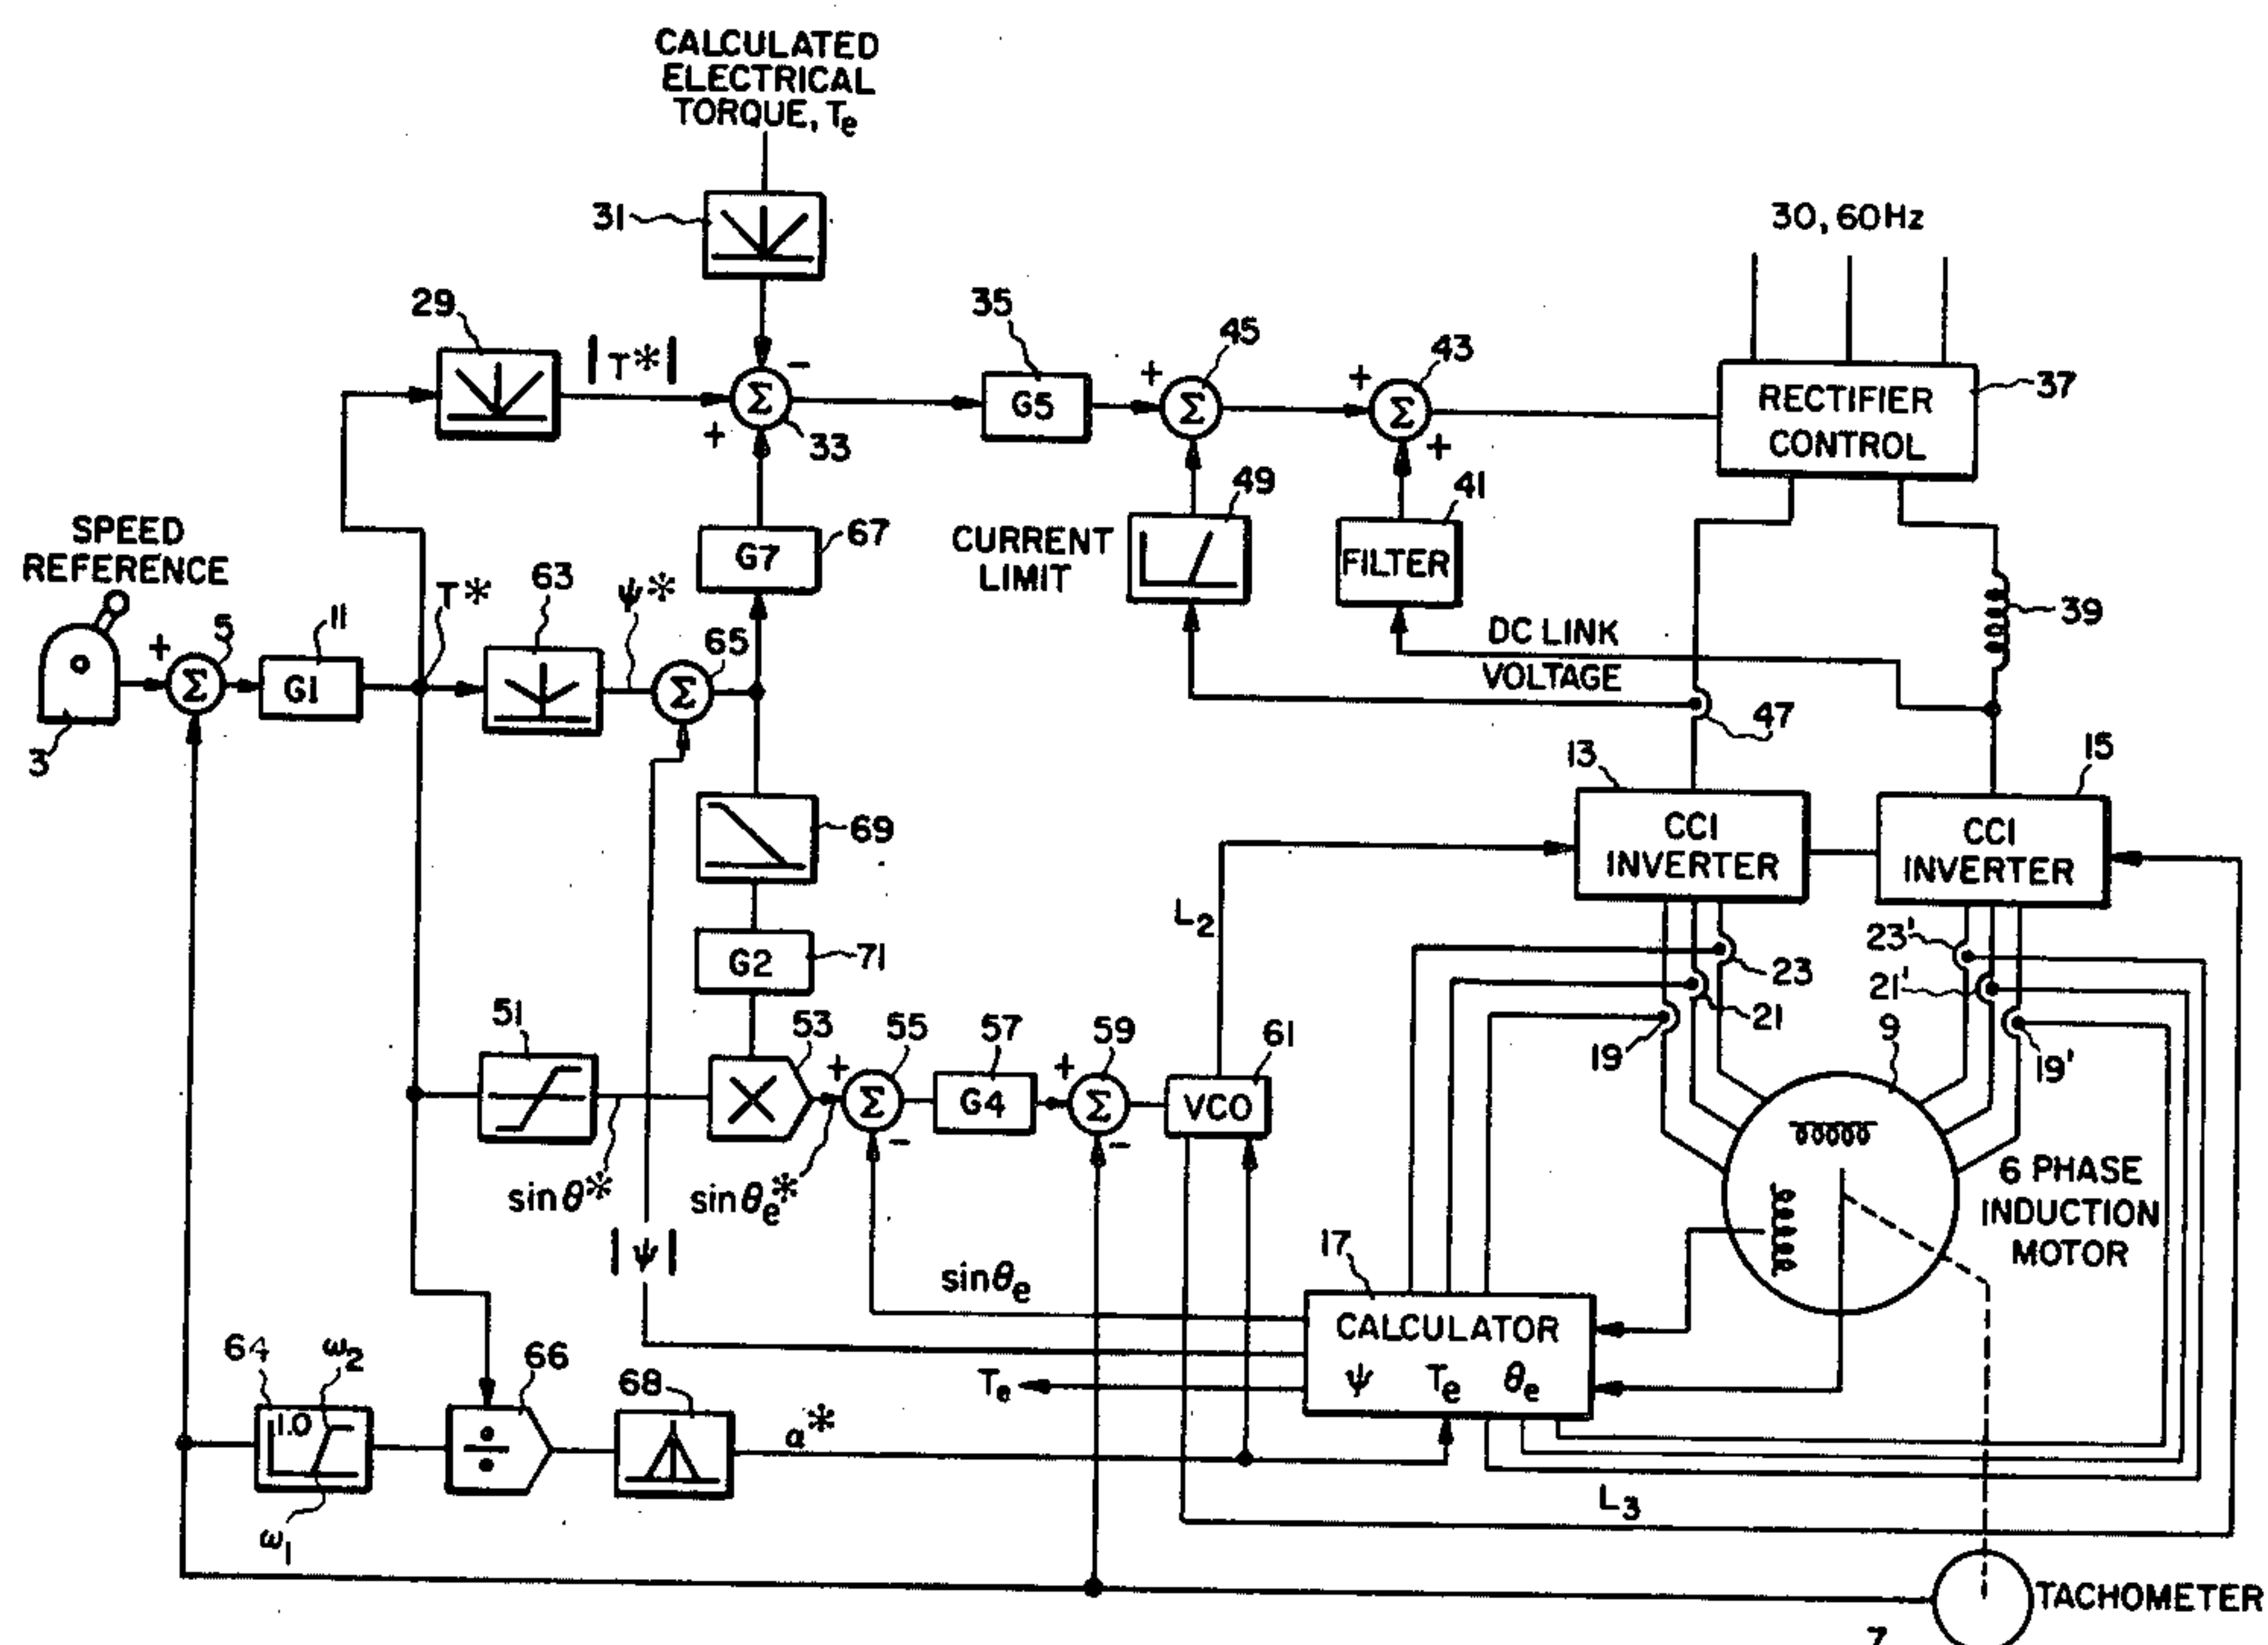 CALCULATED
ELECTRICAL
TORQUE, Te
31
30, 60Hz
29
|T*|
-
+
33
35
G5
+
45
Σ
+
43
Σ
+
RECTIFIER
CONTROL
37
Σ
SPEED
REFERENCE
3
+
5
Σ
11
G1
T*
63
ψ*
65
Σ
G7
67
CURRENT
LIMIT
49
41
FILTER
DC LINK
VOLTAGE
39
47
13
CCI
INVERTER
15
CCI
INVERTER
69
G2
71
L2
23
21
19
23'
21'
19'
9
51
sinθ*
53
X
sinθe*
+
55
Σ
-
57
G4
+
59
Σ
-
61
VCO
6 PHASE
INDUCTION
MOTOR
|ψ|
sinθe
17
CALCULATOR
ψ Te θe
Te
64
1.0
ω2
ω1
66
÷
68
α*
L3
TACHOMETER
7